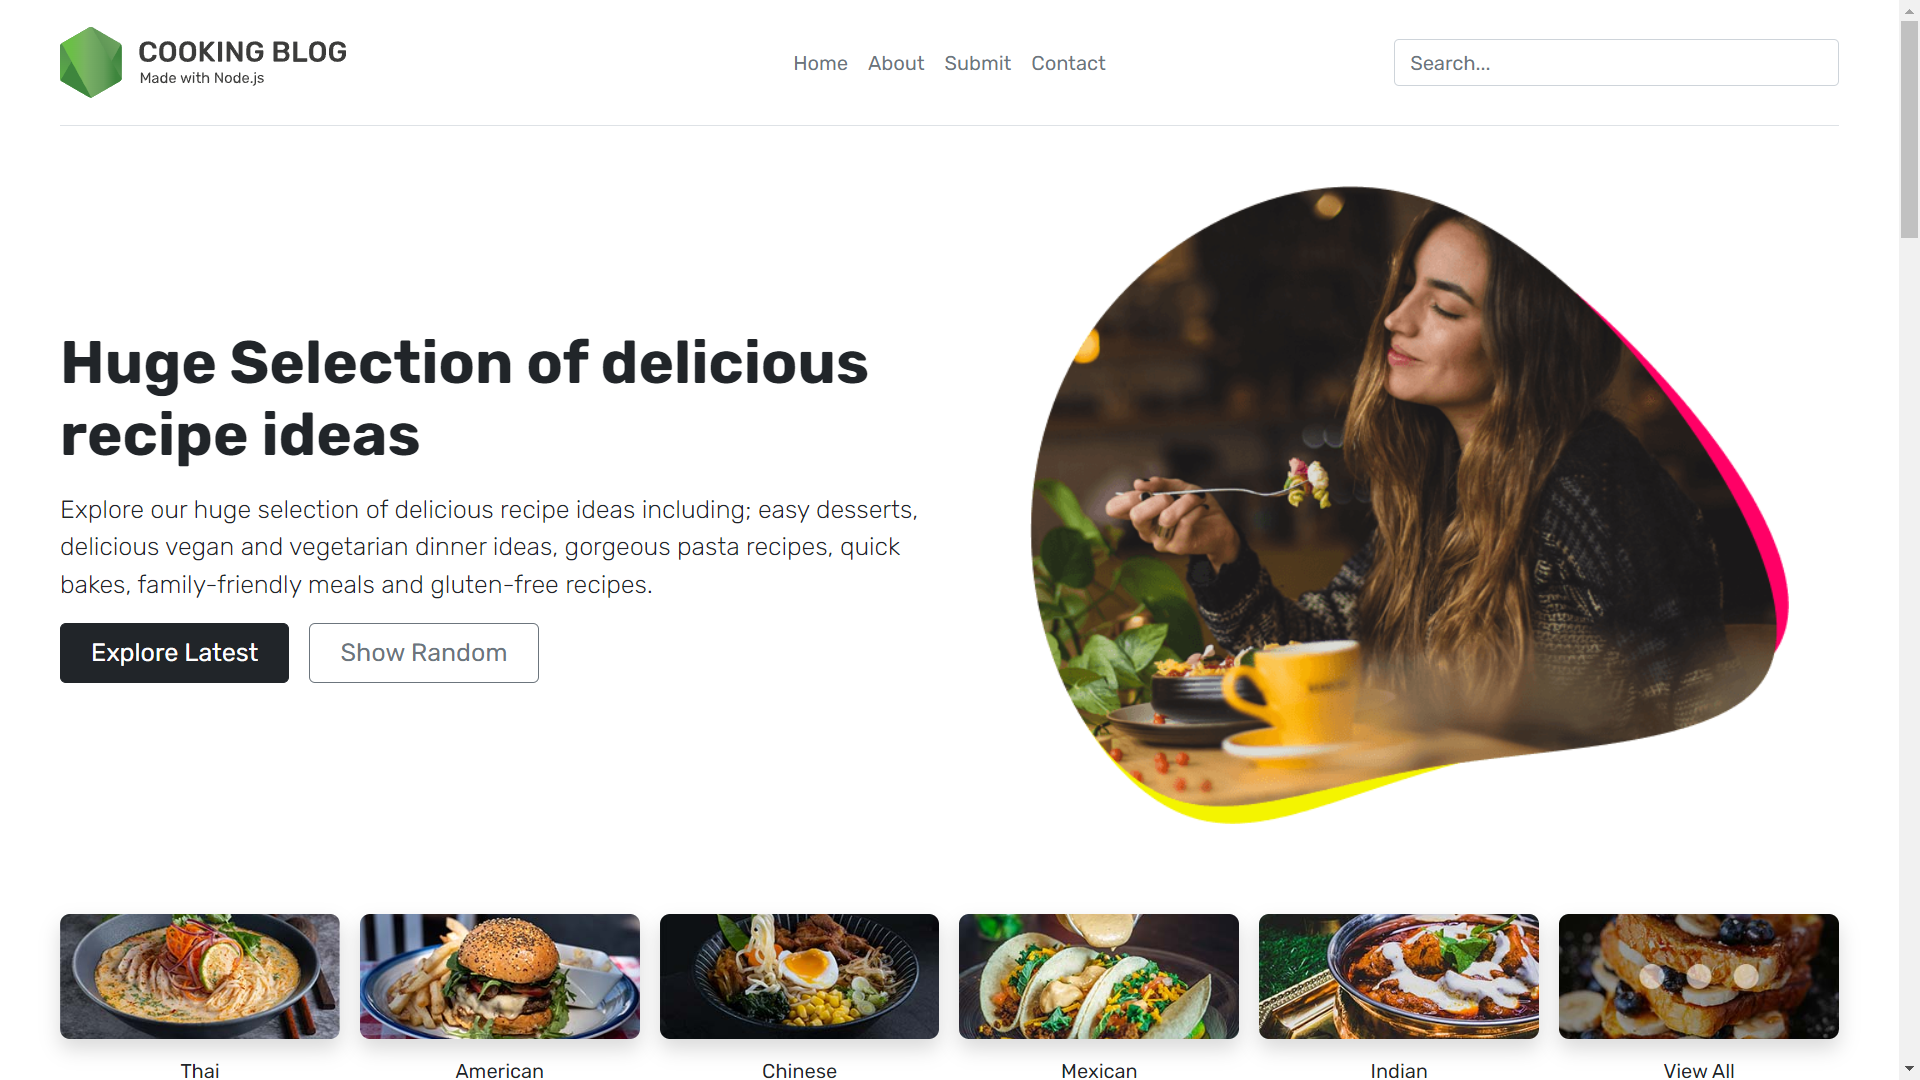 COOKING BLOG
Made with Node.js
Home
About
Submit
Contact
Search...
Huge Selection of delicious
recipe ideas
Explore our huge selection of delicious recipe ideas including; easy desserts,
delicious vegan and vegetarian dinner ideas, gorgeous pasta recipes, quick
bakes, family-friendly meals and gluten-free recipes.
Explore Latest
Show Random
Thai
American
Chinese
Mexican
Indian
View All